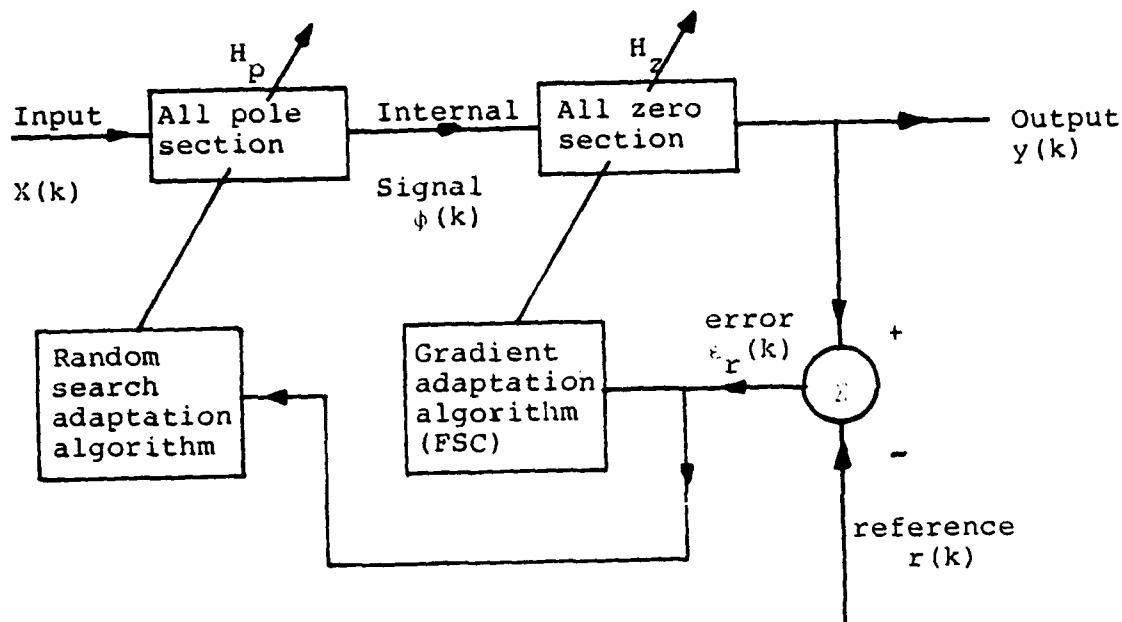 H_p
H_z
Input
All pole
section
Internal
All zero
section
Output
y(k)
X(k)
Signal
ϕ(k)
Random
search
adaptation
algorithm
Gradient
adaptation
algorithm
(FSC)
error
ε_r(k)
+
Σ
-
reference
r(k)